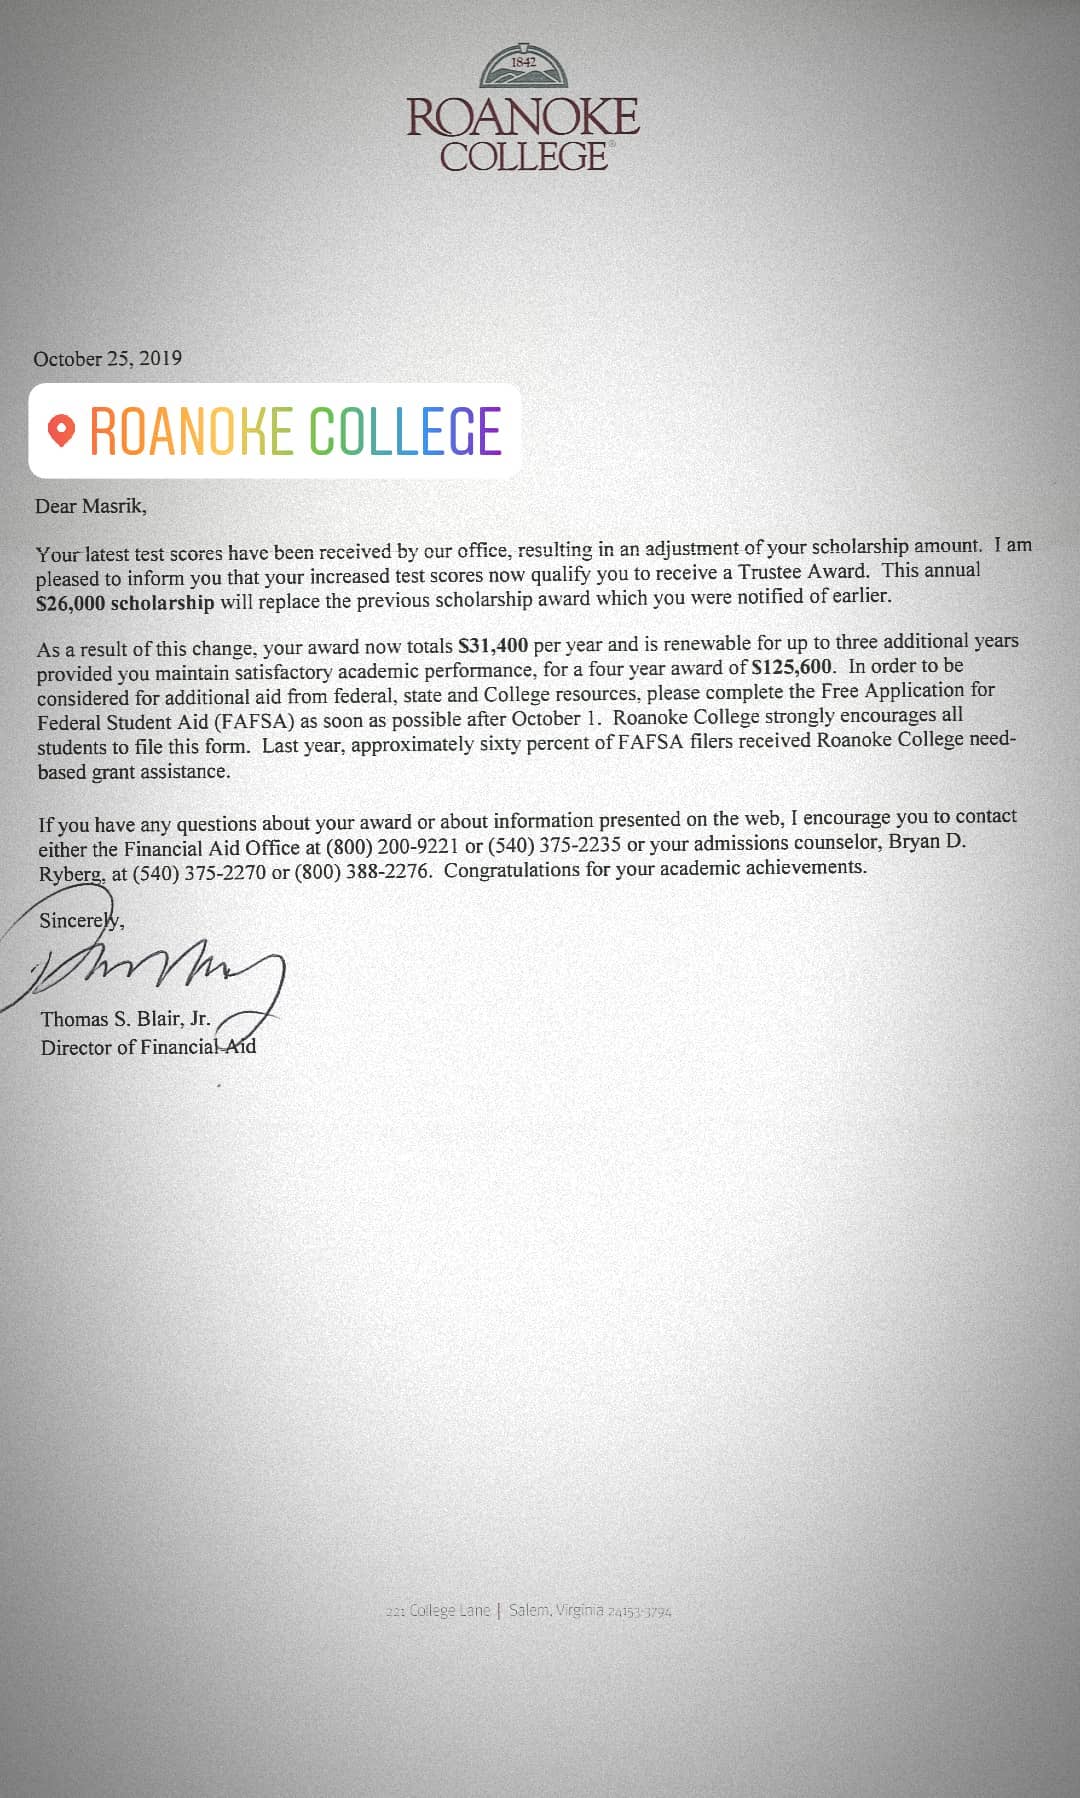 1842
ROANOKE
COLLEGE®
October 25, 2019
ROANOKE COLLEGE
Dear Masrik,
Your latest test scores have been received by our office, resulting in an adjustment of your scholarship amount. I am
pleased to inform you that your increased test scores now qualify you to receive a Trustee Award. This annual
$26,000 scholarship will replace the previous scholarship award which you were notified of earlier.
As a result of this change, your award now totals $31,400 per year and is renewable for up to three additional years
provided you maintain satisfactory academic performance, for a four year award of $125,600. In order to be
considered for additional aid from federal, state and College resources, please complete the Free Application for
Federal Student Aid (FAFSA) as soon as possible after October 1. Roanoke College strongly encourages all
students to file this form. Last year, approximately sixty percent of FAFSA filers received Roanoke College need-
based grant assistance.
If you have any questions about your award or about information presented on the web, I encourage you to contact
either the Financial Aid Office at (800) 200-9221 or (540) 375-2235 or your admissions counselor, Bryan D.
Ryberg, at (540) 375-2270 or (800) 388-2276. Congratulations for your academic achievements.
Sincerely,
Thomas S. Blair, Jr.
Director of Financial Aid
221 College Lane | Salem, Virginia 24153-3794